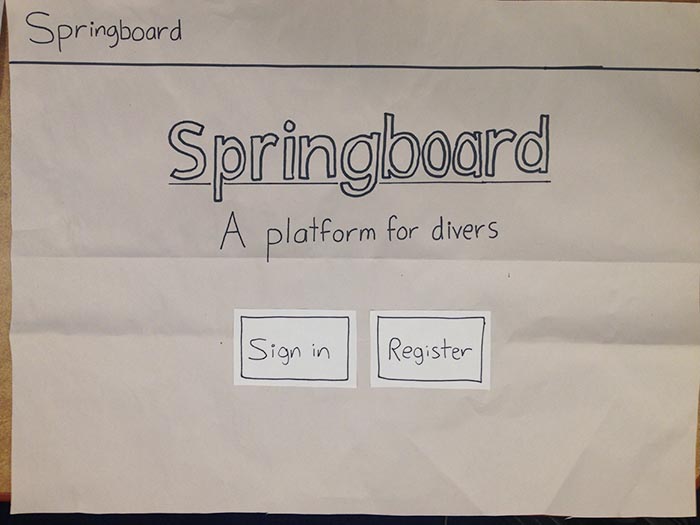 Springboard
Springboard
A platform for divers
Sign in
Register